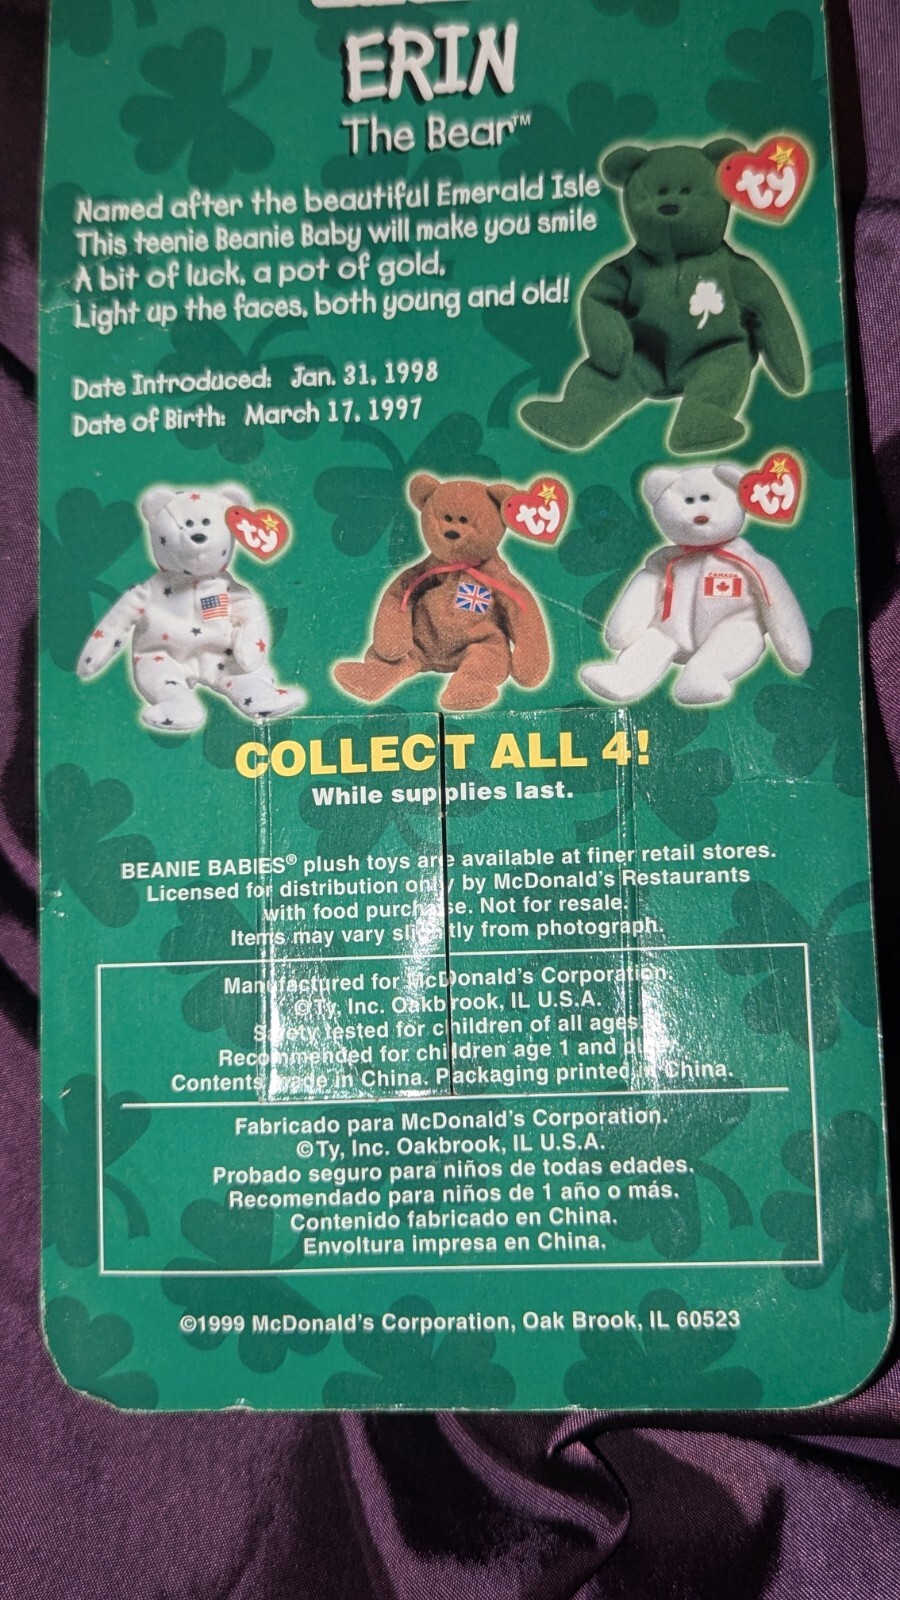 ERIN
The Bear™
Named after the beautiful Emerald Isle
This teenie Beanie Baby will make you smile
A bit of luck, a pot of gold,
Light up the faces, both young and old!
Date Introduced: Jan. 31, 1998
Date of Birth: March 17, 1997
ty
ty
ty
ty
CANADA
COLLECT ALL 4!
While supplies last.
BEANIE BABIES® plush toys are available at finer retail stores.
Licensed for distribution only by McDonald's Restaurants
with food purchase. Not for resale.
Items may vary slightly from photograph.
Manufactured for McDonald's Corporation.
©Ty, Inc. Oakbrook, IL U.S.A.
Safety tested for children of all ages.
Recommended for children age 1 and over.
Contents made in China. Packaging printed in China.
Fabricado para McDonald's Corporation.
©Ty, Inc. Oakbrook, IL U.S.A.
Probado seguro para niños de todas edades.
Recomendado para niños de 1 año o más.
Contenido fabricado en China.
Envoltura impresa en China.
©1999 McDonald's Corporation, Oak Brook, IL 60523